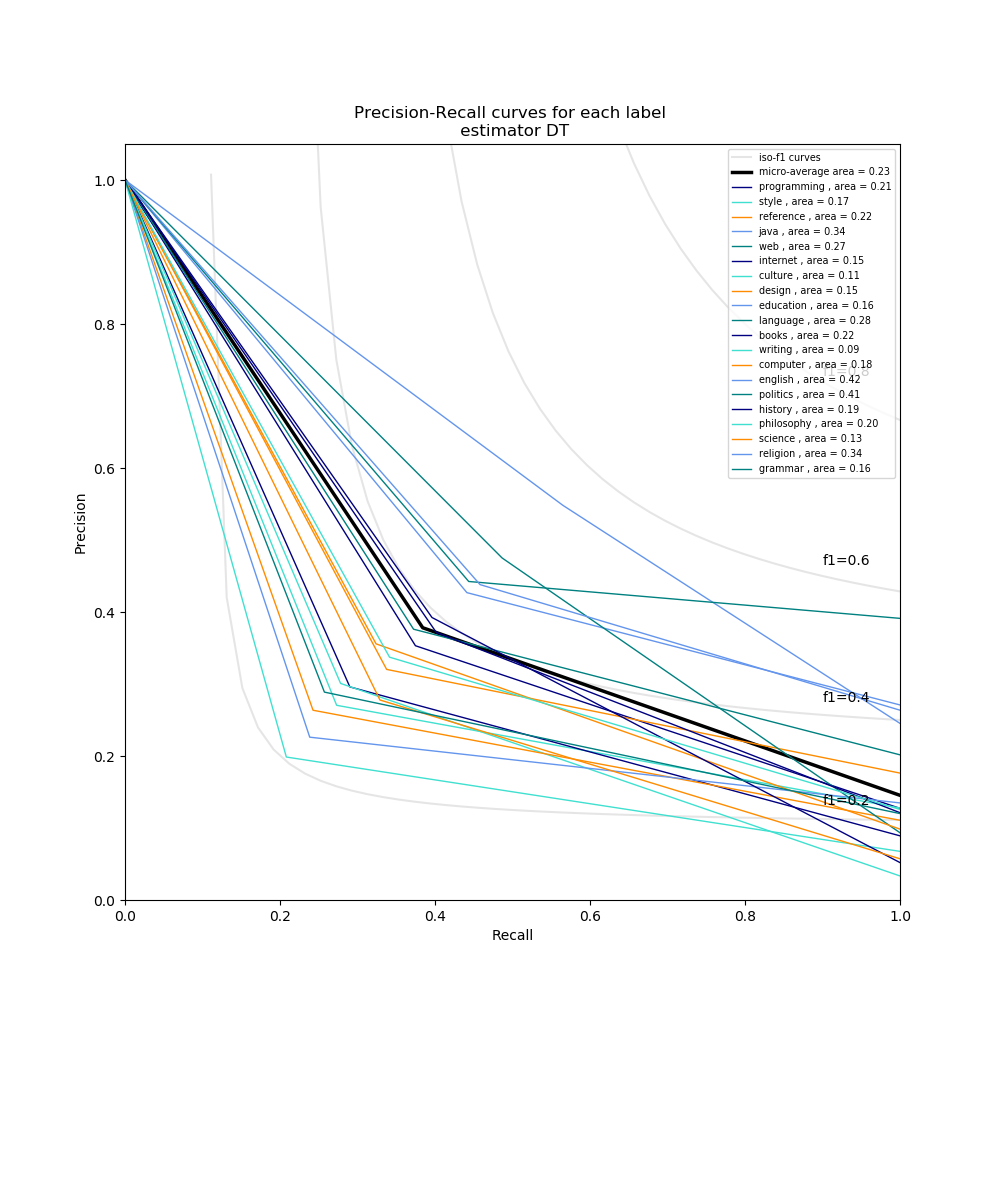 Precision-Recall curves for each label
estimator DT
iso-f1 curves
micro-average area = 0.23
programming , area = 0.21
style , area = 0.17
reference , area = 0.22
java , area = 0.34
web , area = 0.27
internet , area = 0.15
culture , area = 0.11
design , area = 0.15
education , area = 0.16
language , area = 0.28
books , area = 0.22
writing , area = 0.09
computer , area = 0.18
english , area = 0.42
politics , area = 0.41
history , area = 0.19
philosophy , area = 0.20
science , area = 0.13
religion , area = 0.34
grammar , area = 0.16
f1=0.8
f1=0.6
f1=0.4
f1=0.2
Precision
1.0
0.8
0.6
0.4
0.2
0.0
0.0 0.2 0.4 0.6 0.8 1.0
Recall